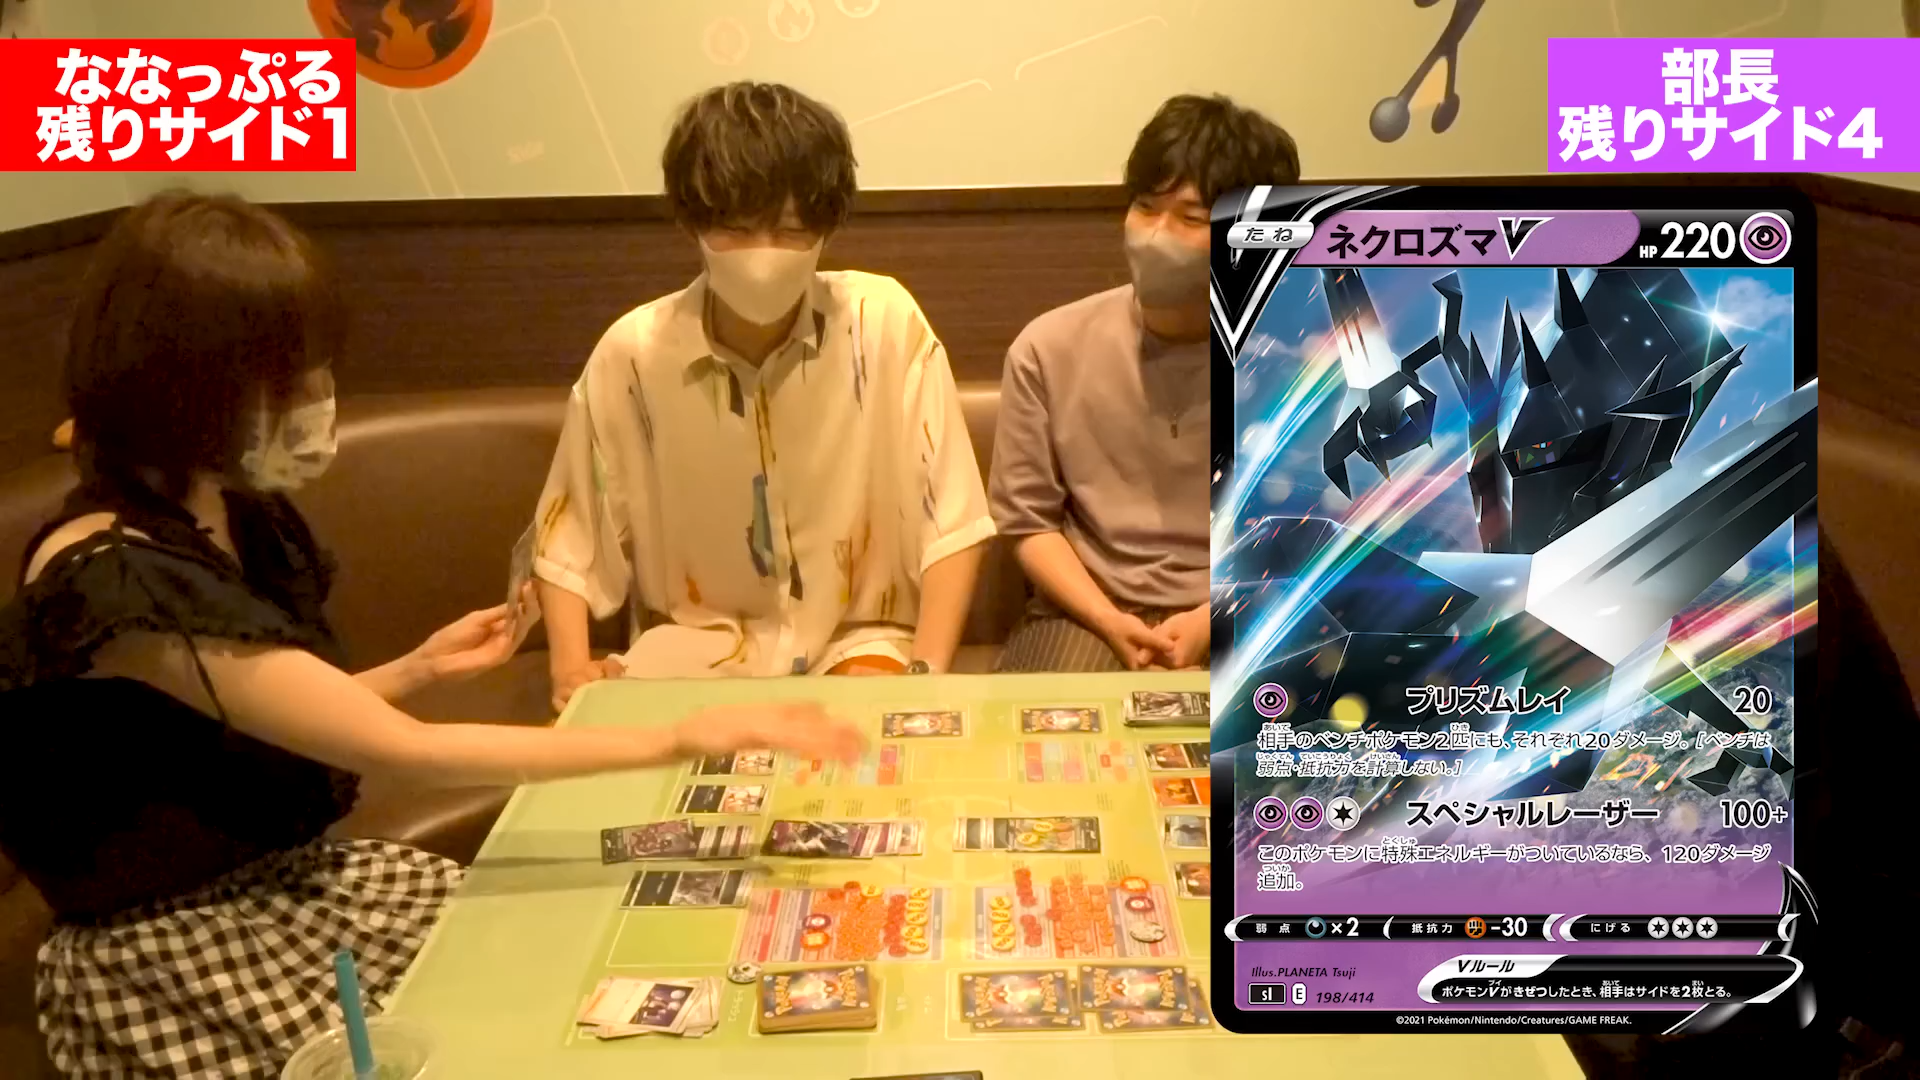 ななっぷる
残りサイド1
部長
残りサイド4
たね ネクロズマV HP 220
プリズムレイ 20
相手のベンチポケモン2匹にも、それぞれ20ダメージ。[ベンチは
弱点・抵抗力を計算しない。]
スペシャルレーザー 100+
このポケモンに特殊エネルギーがついているなら、120ダメージ
追加。
弱点 ×2 抵抗力 -30 にげる
Illus.PLANETA Tsuji
Vルール
ポケモンVがきぜつしたとき、相手はサイドを2枚とる。
sI E 198/414
©2021 Pokémon/Nintendo/Creatures/GAME FREAK.